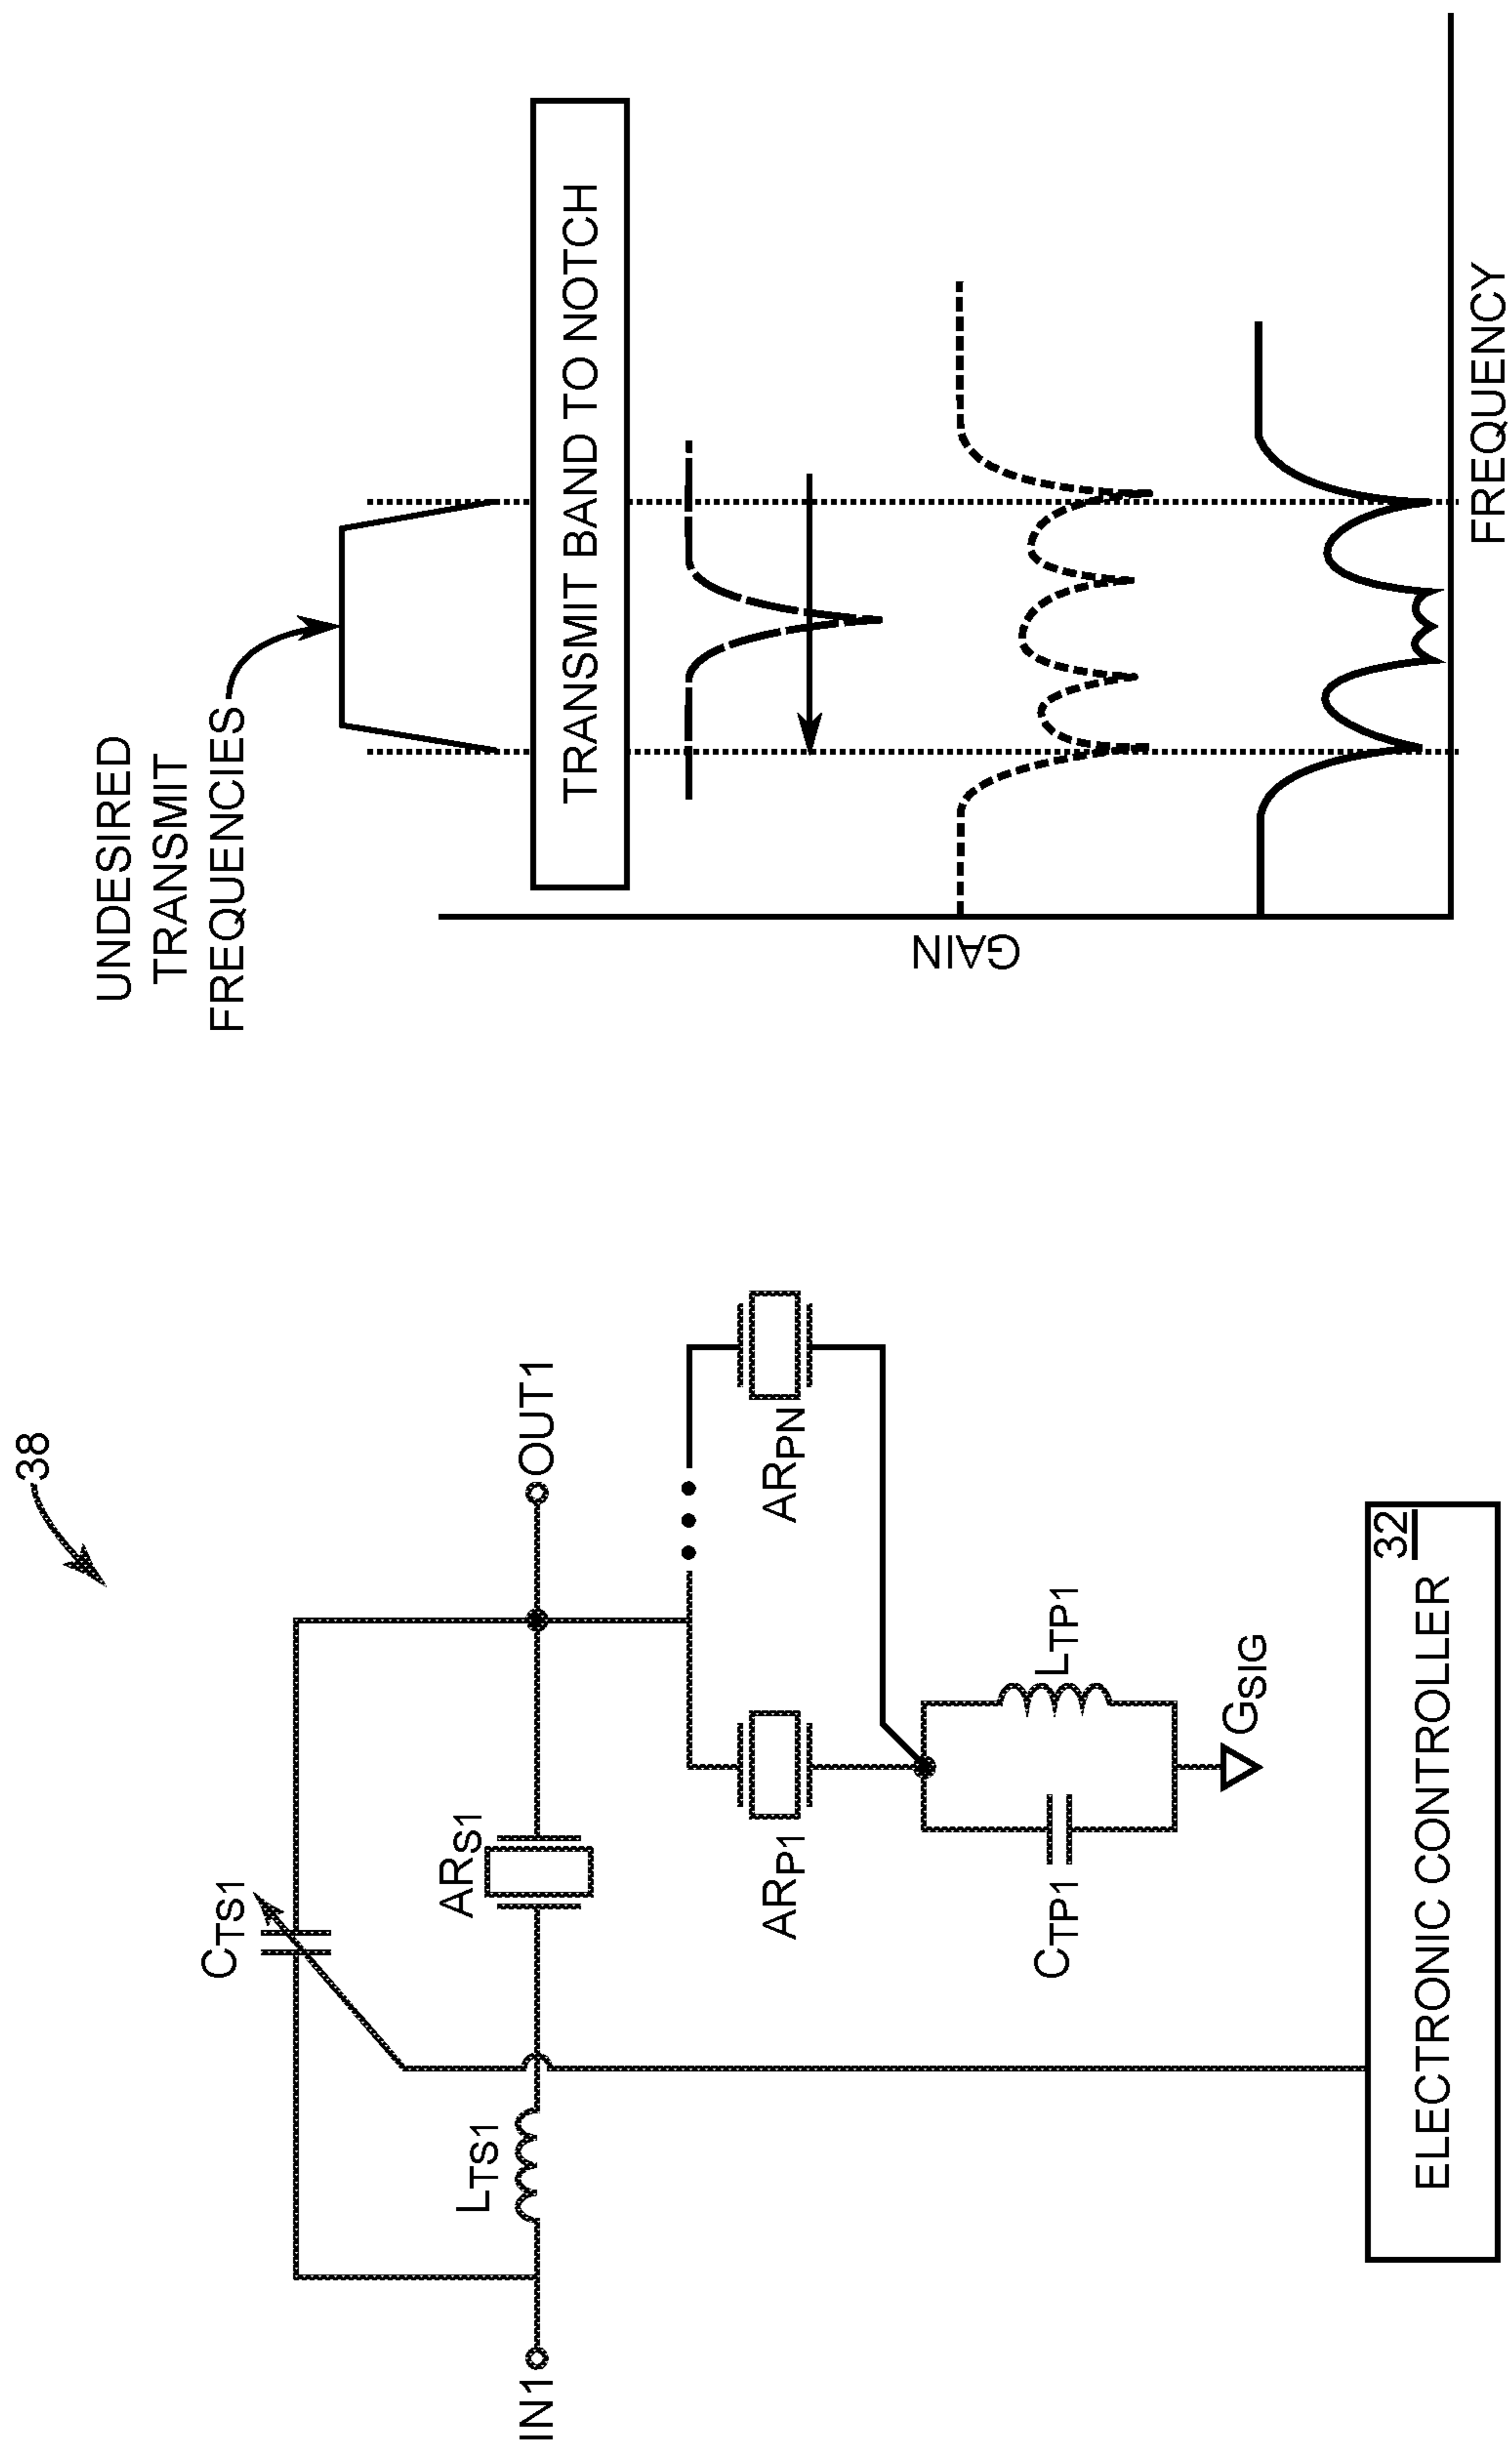 38
C_TS1
L_TS1
AR_S1
IN1
OUT1
AR_P1
AR_PN
C_TP1
L_TP1
G_SIG
ELECTRONIC CONTROLLER
32
UNDESIRED
TRANSMIT
FREQUENCIES
TRANSMIT BAND TO NOTCH
GAIN
FREQUENCY